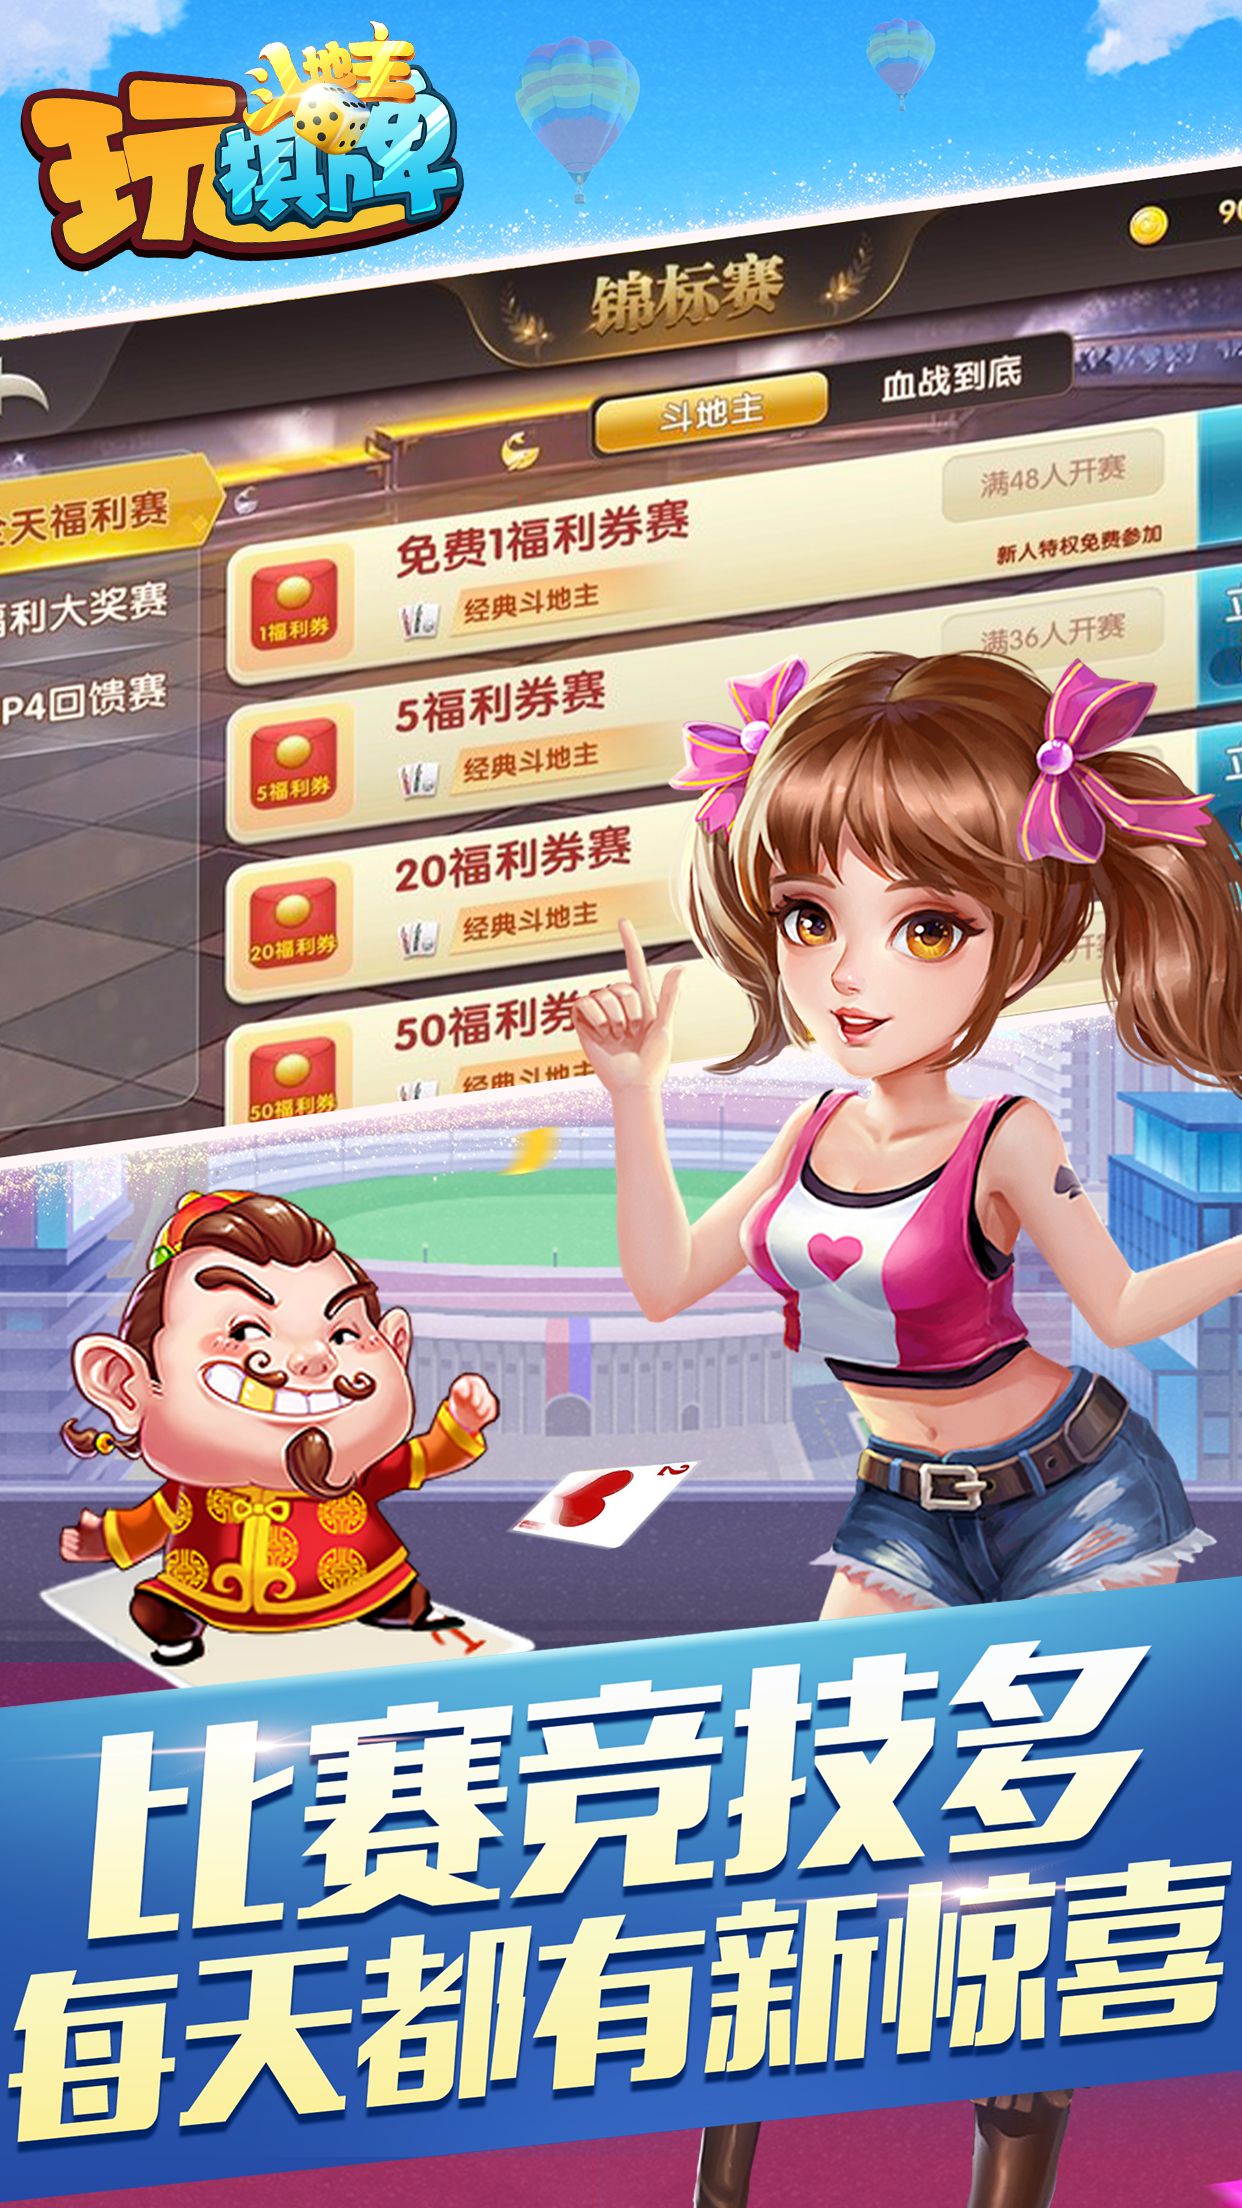 斗地主
玩棋牌
锦标赛
斗地主
血战到底
天福利赛
利大奖赛
P4回馈赛
免费1福利券赛
1福利券
经典斗地主
满48人开赛
新人特权免费参加
5福利券赛
5福利券
经典斗地主
满36人开赛
20福利券赛
20福利券
经典斗地主
50福利券
50福利券
经典斗地主
2
比赛竞技多
每天都有新惊喜